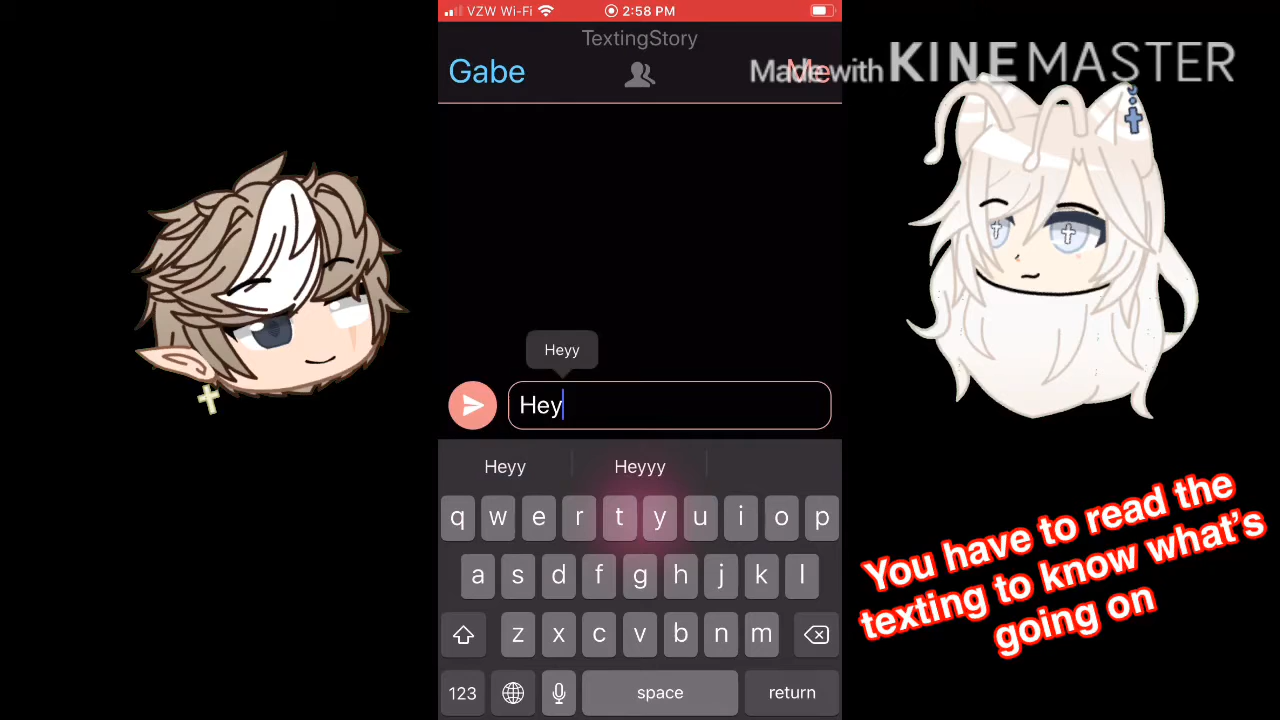 VZW Wi-Fi 2:58 PM
TextingStory
Gabe Me
Made with KINEMASTER
Heyy
Hey
Heyy Heyyy
q w e r t y u i o p
a s d f g h j k l
z x c v b n m
123 space return
You have to read the
texting to know what’s
going on